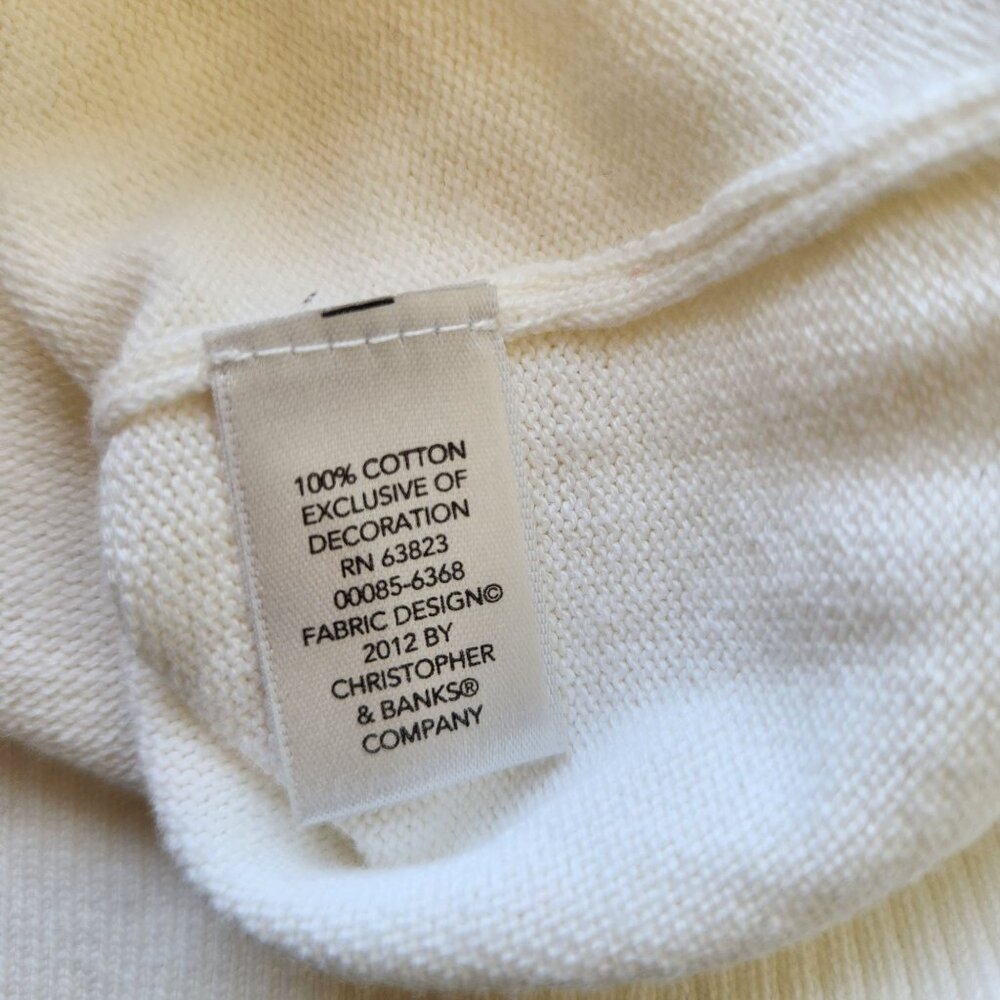 100% COTTON
EXCLUSIVE OF
DECORATION
RN 63823
00085-6368
FABRIC DESIGN©
2012 BY
CHRISTOPHER
& BANKS®
COMPANY